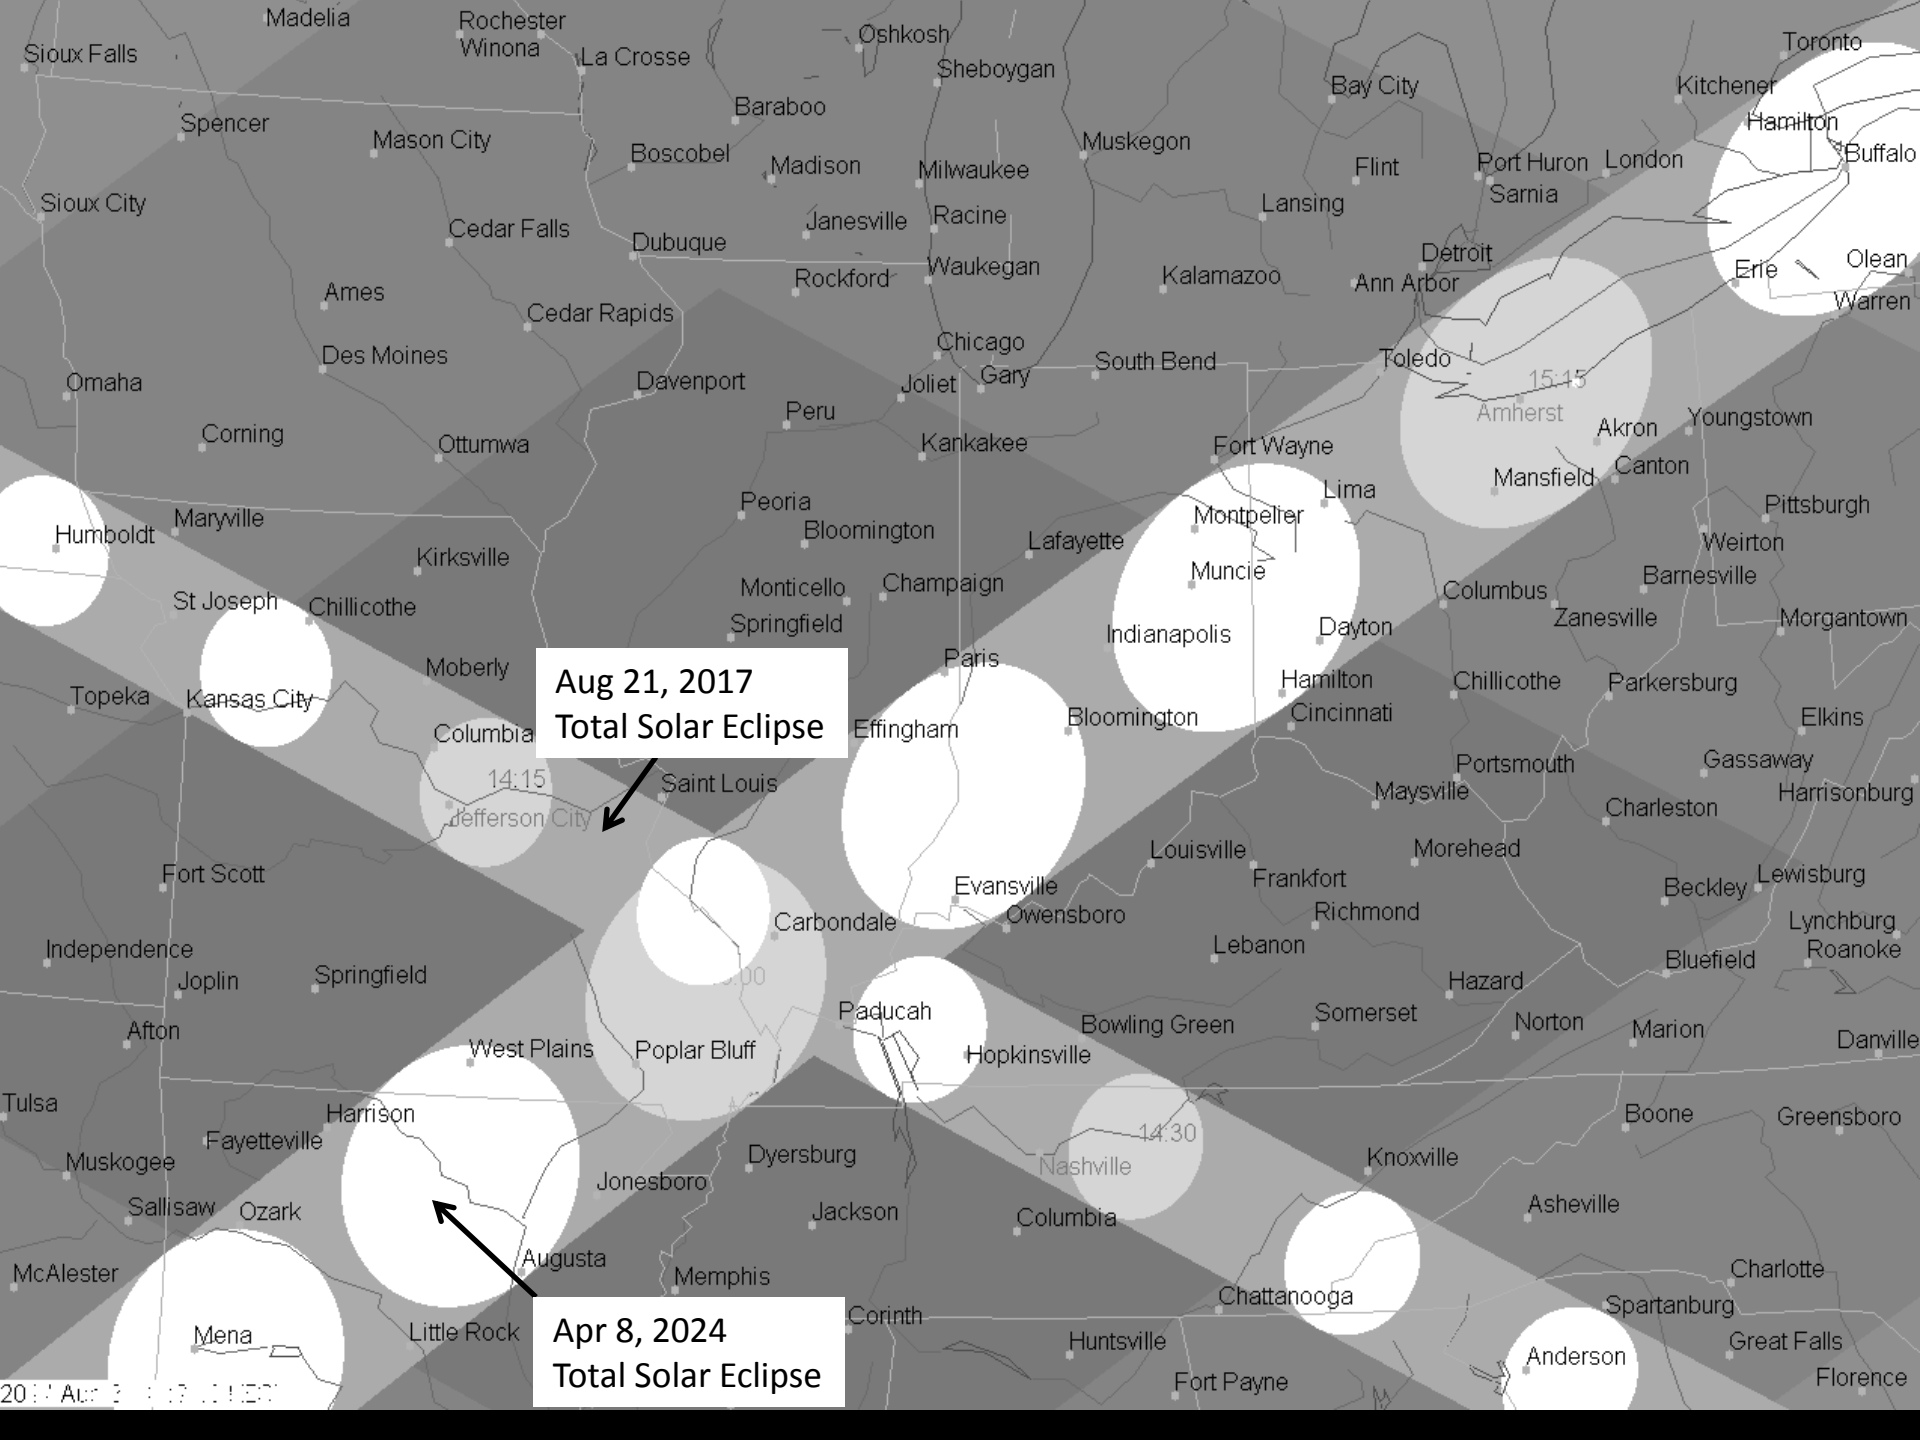 Madelia
Rochester
Winona
Oshkosh
Toronto
Sioux Falls
La Crosse
Sheboygan
Bay City
Kitchener
Baraboo
Hamilton
Spencer
Mason City
Boscobel
Madison
Milwaukee
Muskegon
Flint
Port Huron
London
Buffalo
Sarnia
Sioux City
Janesville
Racine
Lansing
Cedar Falls
Dubuque
Detroit
Waukegan
Rockford
Kalamazoo
Ann Arbor
Erie
Olean
Warren
Ames
Cedar Rapids
Chicago
Des Moines
South Bend
Toledo
Omaha
Davenport
Joliet
Gary
15:15
Amherst
Peru
Youngstown
Corning
Ottumwa
Kankakee
Fort Wayne
Akron
Canton
Mansfield
Lima
Peoria
Montpelier
Pittsburgh
Humboldt
Maryville
Bloomington
Lafayette
Weirton
Kirksville
Muncie
Barnesville
Monticello
Champaign
Columbus
St Joseph
Chillicothe
Springfield
Indianapolis
Dayton
Zanesville
Morgantown
Moberly
Paris
Hamilton
Chillicothe
Parkersburg
Topeka
Kansas City
Aug 21, 2017
Total Solar Eclipse
Bloomington
Cincinnati
Elkins
Columbia
Effingham
Portsmouth
Gassaway
14:15
Saint Louis
Maysville
Harrisonburg
Jefferson City
Charleston
Louisville
Morehead
Fort Scott
Evansville
Frankfort
Beckley
Lewisburg
Carbondale
Owensboro
Richmond
Lynchburg
Independence
Lebanon
Roanoke
Joplin
Springfield
Bluefield
Hazard
Paducah
Somerset
Afton
Bowling Green
Norton
Marion
Danville
West Plains
Poplar Bluff
Hopkinsville
Tulsa
Harrison
14:30
Boone
Greensboro
Fayetteville
Dyersburg
Nashville
Knoxville
Muskogee
Jonesboro
Sallisaw
Ozark
Jackson
Columbia
Asheville
Augusta
McAlester
Memphis
Charlotte
Chattanooga
Spartanburg
Corinth
Mena
Little Rock
Apr 8, 2024
Total Solar Eclipse
Huntsville
Great Falls
Anderson
Fort Payne
Florence